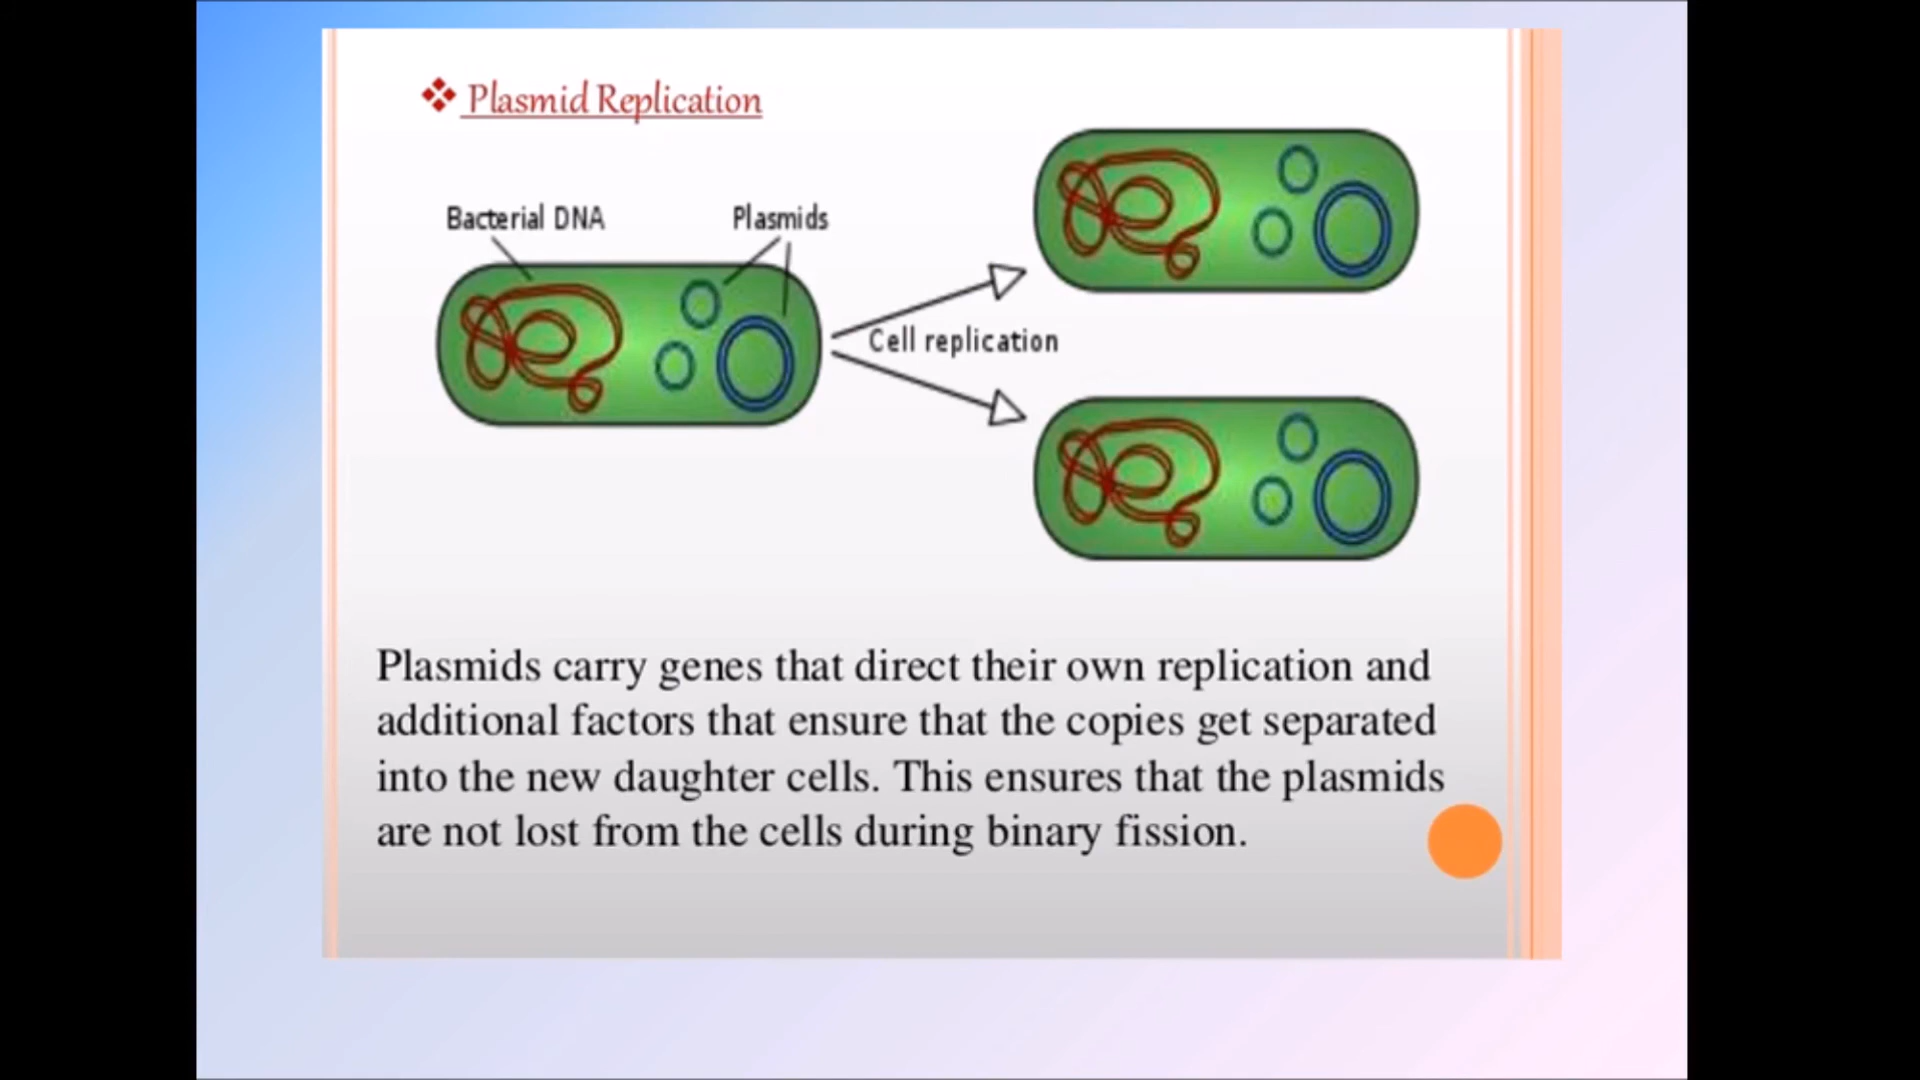 Plasmid Replication
Bacterial DNA
Plasmids
Cell replication
Plasmids carry genes that direct their own replication and
additional factors that ensure that the copies get separated
into the new daughter cells. This ensures that the plasmids
are not lost from the cells during binary fission.